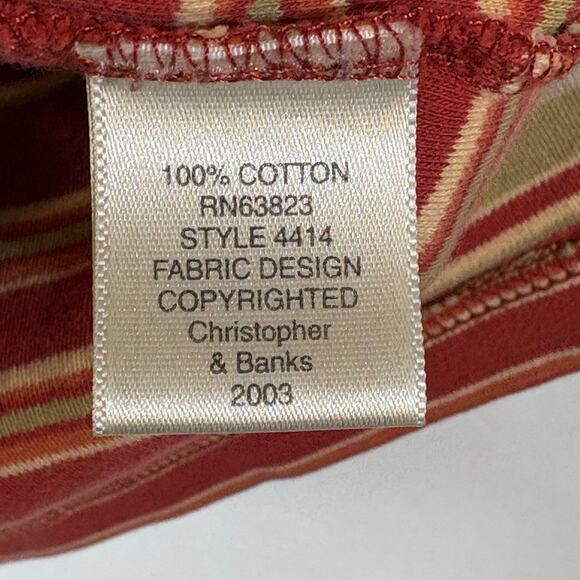 100% COTTON
RN63823
STYLE 4414
FABRIC DESIGN
COPYRIGHTED
Christopher
& Banks
2003